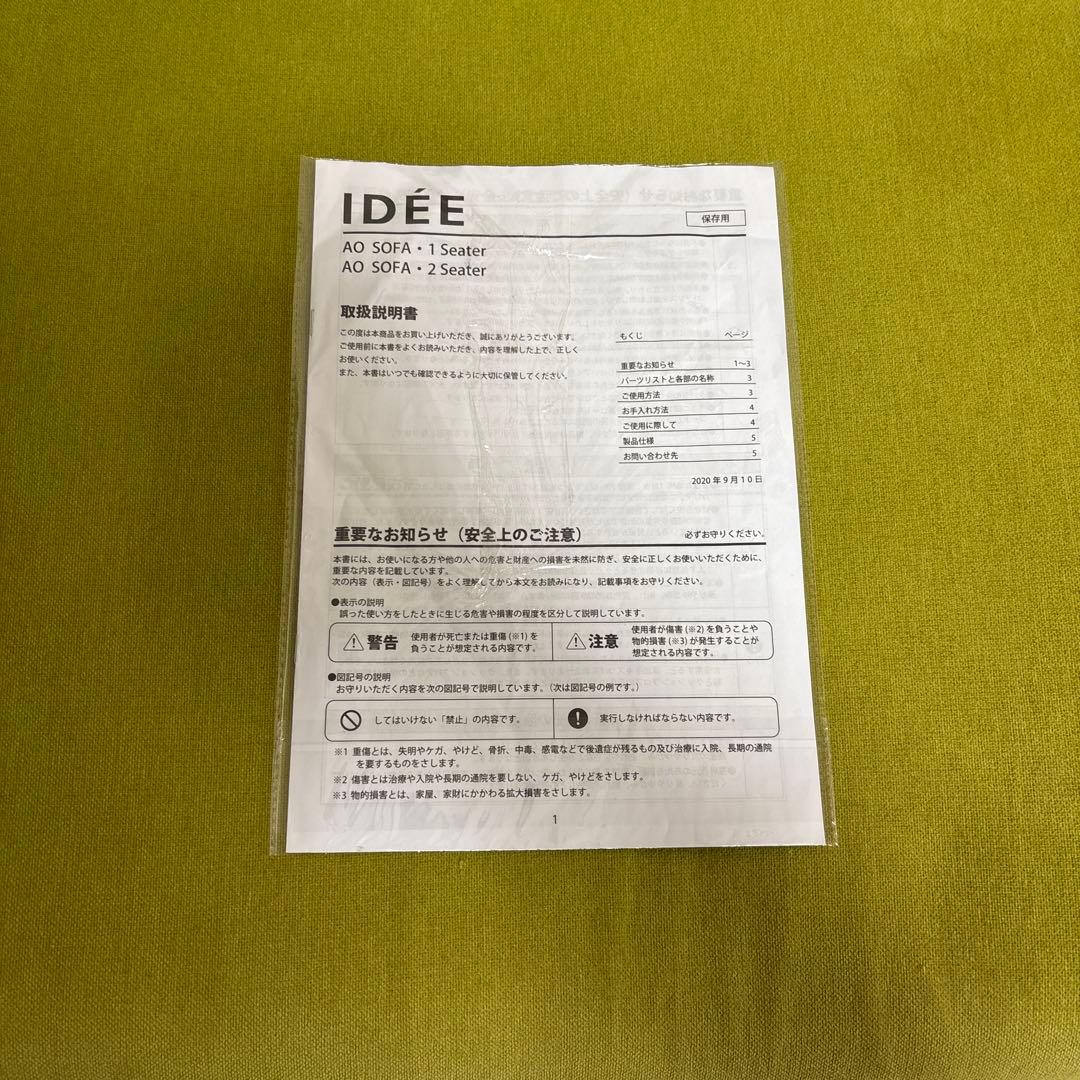 IDÉE
保存用
AO SOFA・1 Seater
AO SOFA・2 Seater
取扱説明書
この度は本商品をお買い上げいただき、誠にありがとうございます。
ご使用前に本書をよくお読みいただき、内容を理解した上で、正しく
お使いください。
また、本書はいつでも確認できるように大切に保管してください。
もくじ ページ
重要なお知らせ 1〜3
パーツリストと各部の名称 3
ご使用方法 3
お手入れ方法 4
ご使用に際して 4
製品仕様 5
お問い合わせ先 5
2020年9月10日
重要なお知らせ（安全上のご注意） 必ずお守りください。
本書には、お使いになる方や他の人への危害と財産への損害を未然に防ぎ、安全に正しくお使いいただくために、
重要な内容を記載しています。
次の内容（表示・図記号）をよく理解してから本文をお読みになり、記載事項をお守りください。
●表示の説明
誤った使い方をしたときに生じる危害や損害の程度を区分して説明しています。
警告
使用者が死亡または重傷(※1)を
負うことが想定される内容です。
注意
使用者が傷害(※2)を負うことや
物的損害(※3)が発生することが
想定される内容です。
●図記号の説明
お守りいただく内容を次の図記号で説明しています。（次は図記号の例です。）
してはいけない「禁止」の内容です。
実行しなければならない内容です。
※1 重傷とは、失明やケガ、やけど、骨折、中毒、感電などで後遺症が残るもの及び治療に入院、長期の通院
を要するものをさします。
※2 傷害とは治療や入院や長期の通院を要しない、ケガ、やけどをさします。
※3 物的損害とは、家屋、家財にかかわる拡大損害をさします。
1